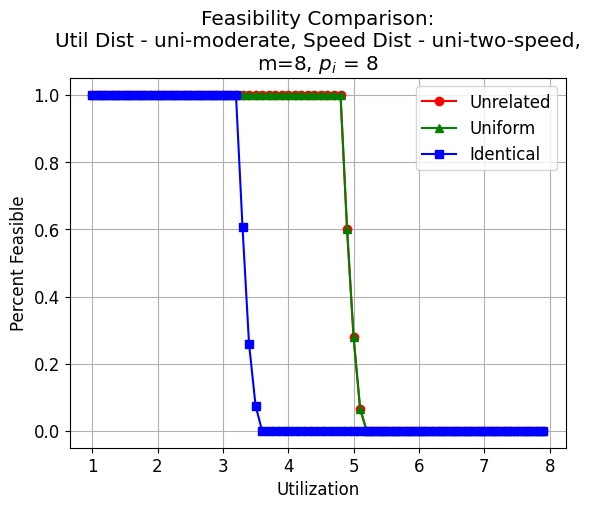 Feasibility Comparison:
Util Dist - uni-moderate, Speed Dist - uni-two-speed,
m=8, pᵢ = 8
1.0
0.8
0.6
0.4
0.2
0.0
Percent Feasible
Unrelated
Uniform
Identical
1 2 3 4 5 6 7 8
Utilization